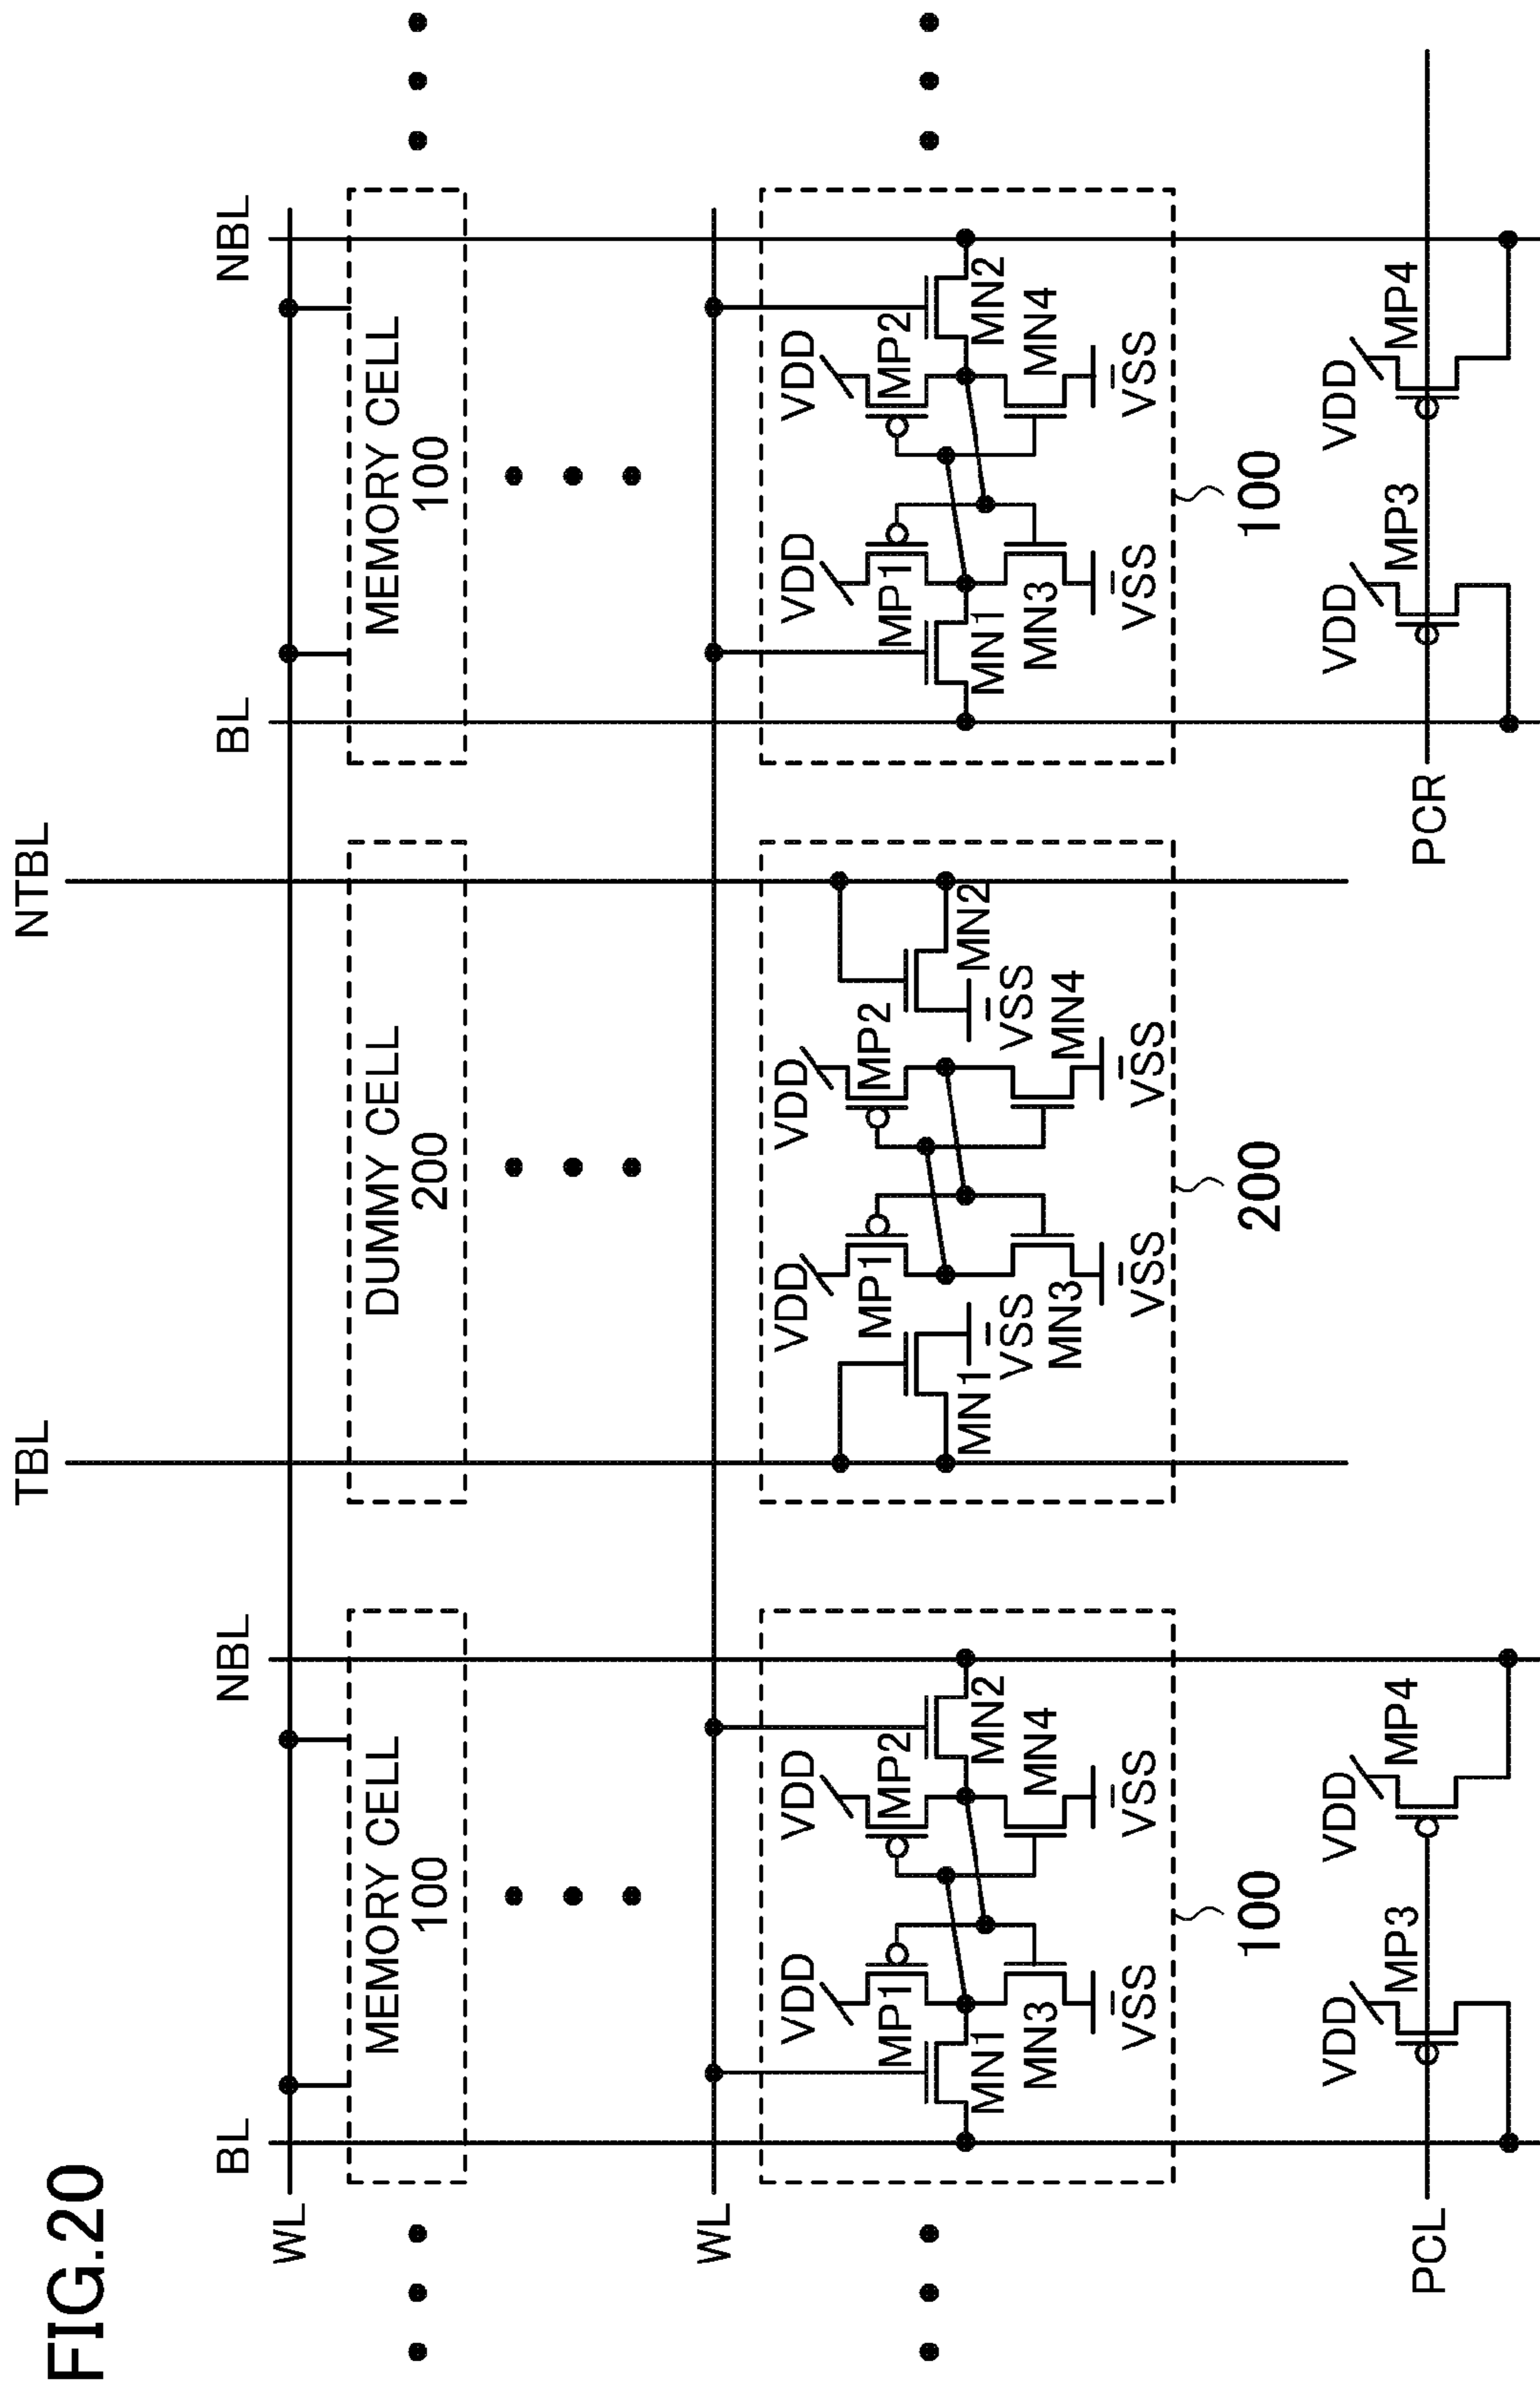 FIG.20
TBL
NTBL
BL
NBL
BL
NBL
WL
MEMORY CELL
100
DUMMY CELL
200
MEMORY CELL
100
WL
VDD
VDD
VDD
VDD
VDD
VDD
MP1
MP2
MP1
MP2
MP1
MP2
MN1
MN2
MN1
MN2
MN1
MN2
VSS
VSS
MN3
MN4
MN3
MN4
MN3
MN4
VSS
VSS
VSS
VSS
VSS
VSS
100
200
100
VDD
VDD
VDD
VDD
MP3
MP4
MP3
MP4
PCL
PCR